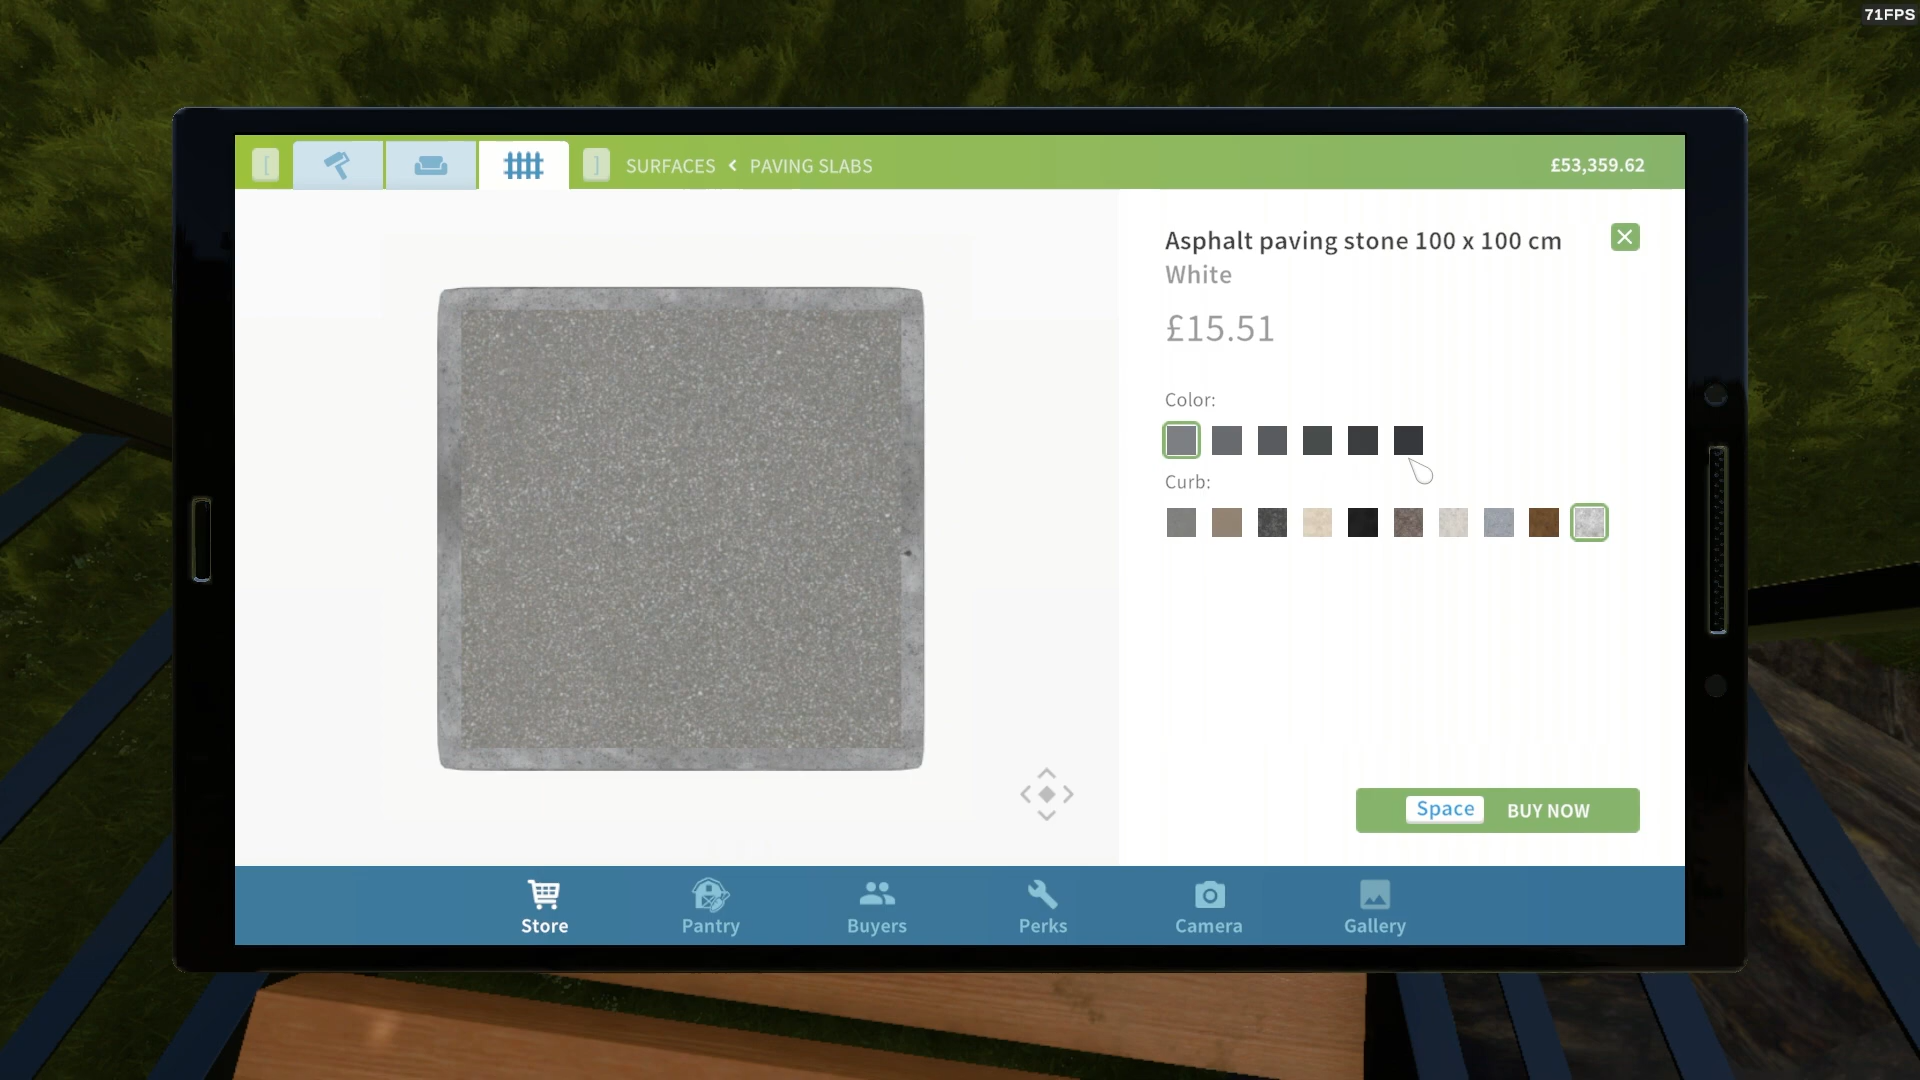 71FPS
[
]
SURFACES < PAVING SLABS
£53,359.62
Asphalt paving stone 100 x 100 cm
White
£15.51
Color:
Curb:
Space BUY NOW
Store
Pantry
Buyers
Perks
Camera
Gallery